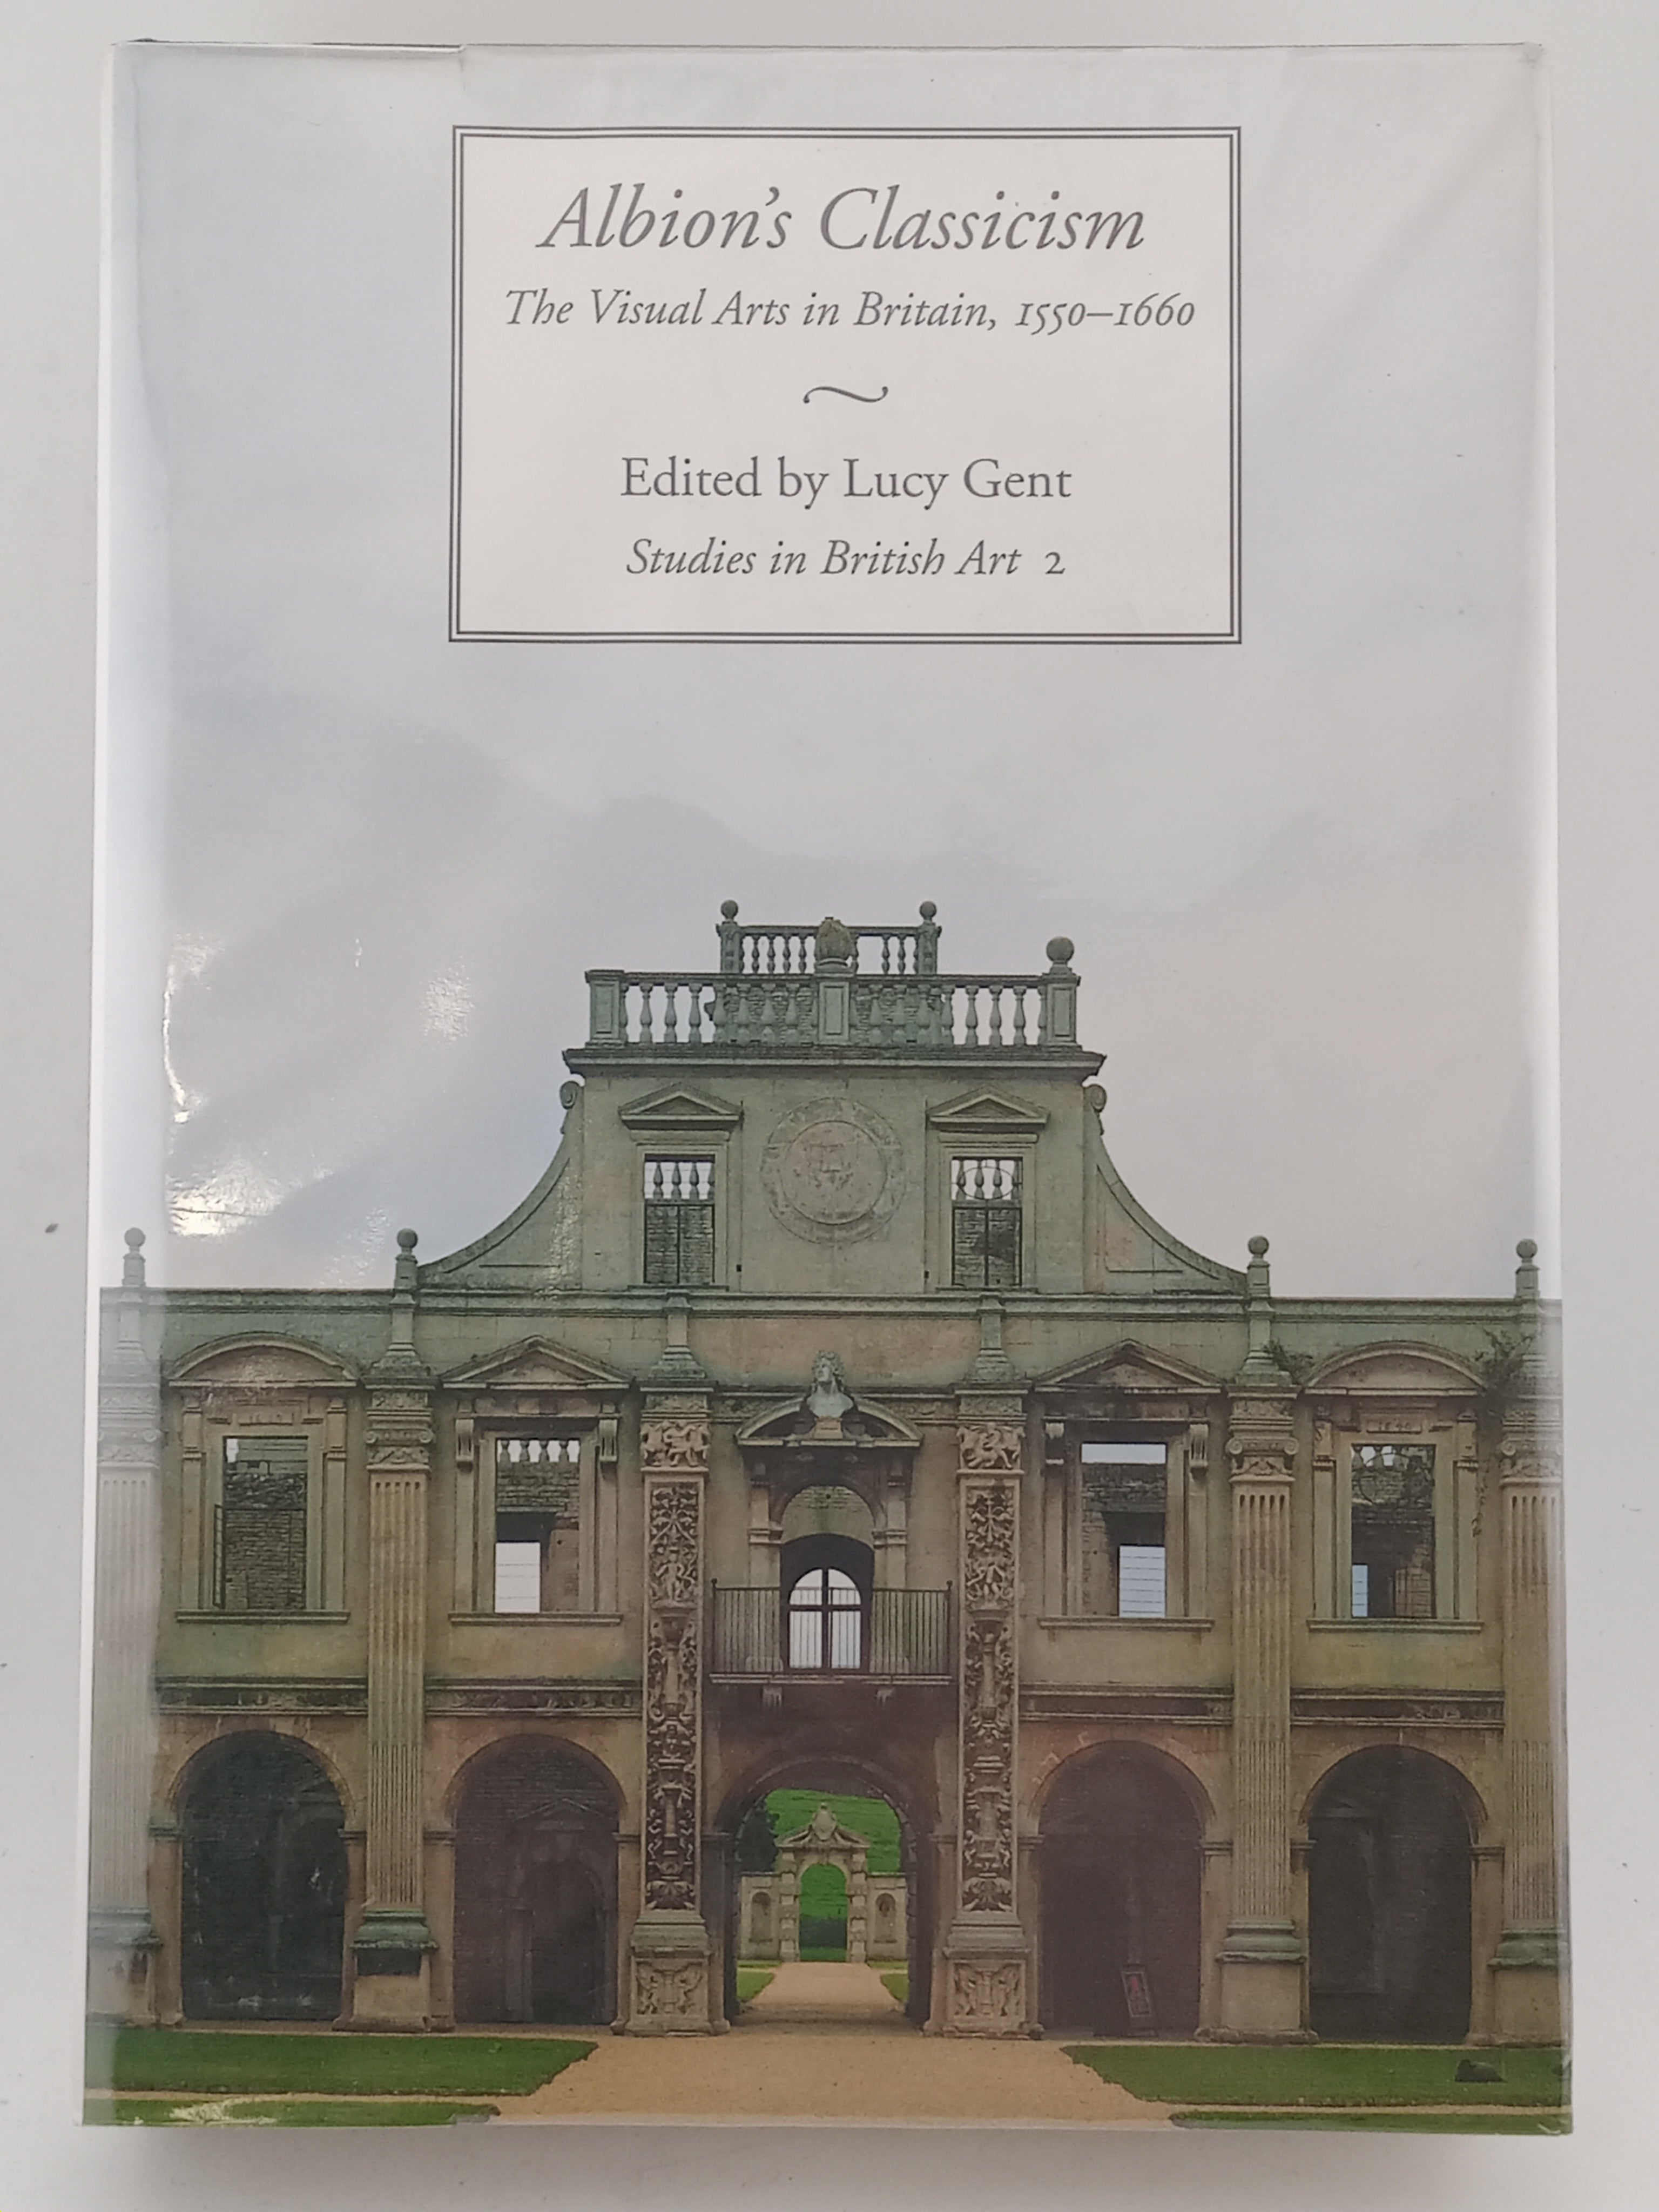 Albion's Classicism
The Visual Arts in Britain, 1550–1660
Edited by Lucy Gent
Studies in British Art 2